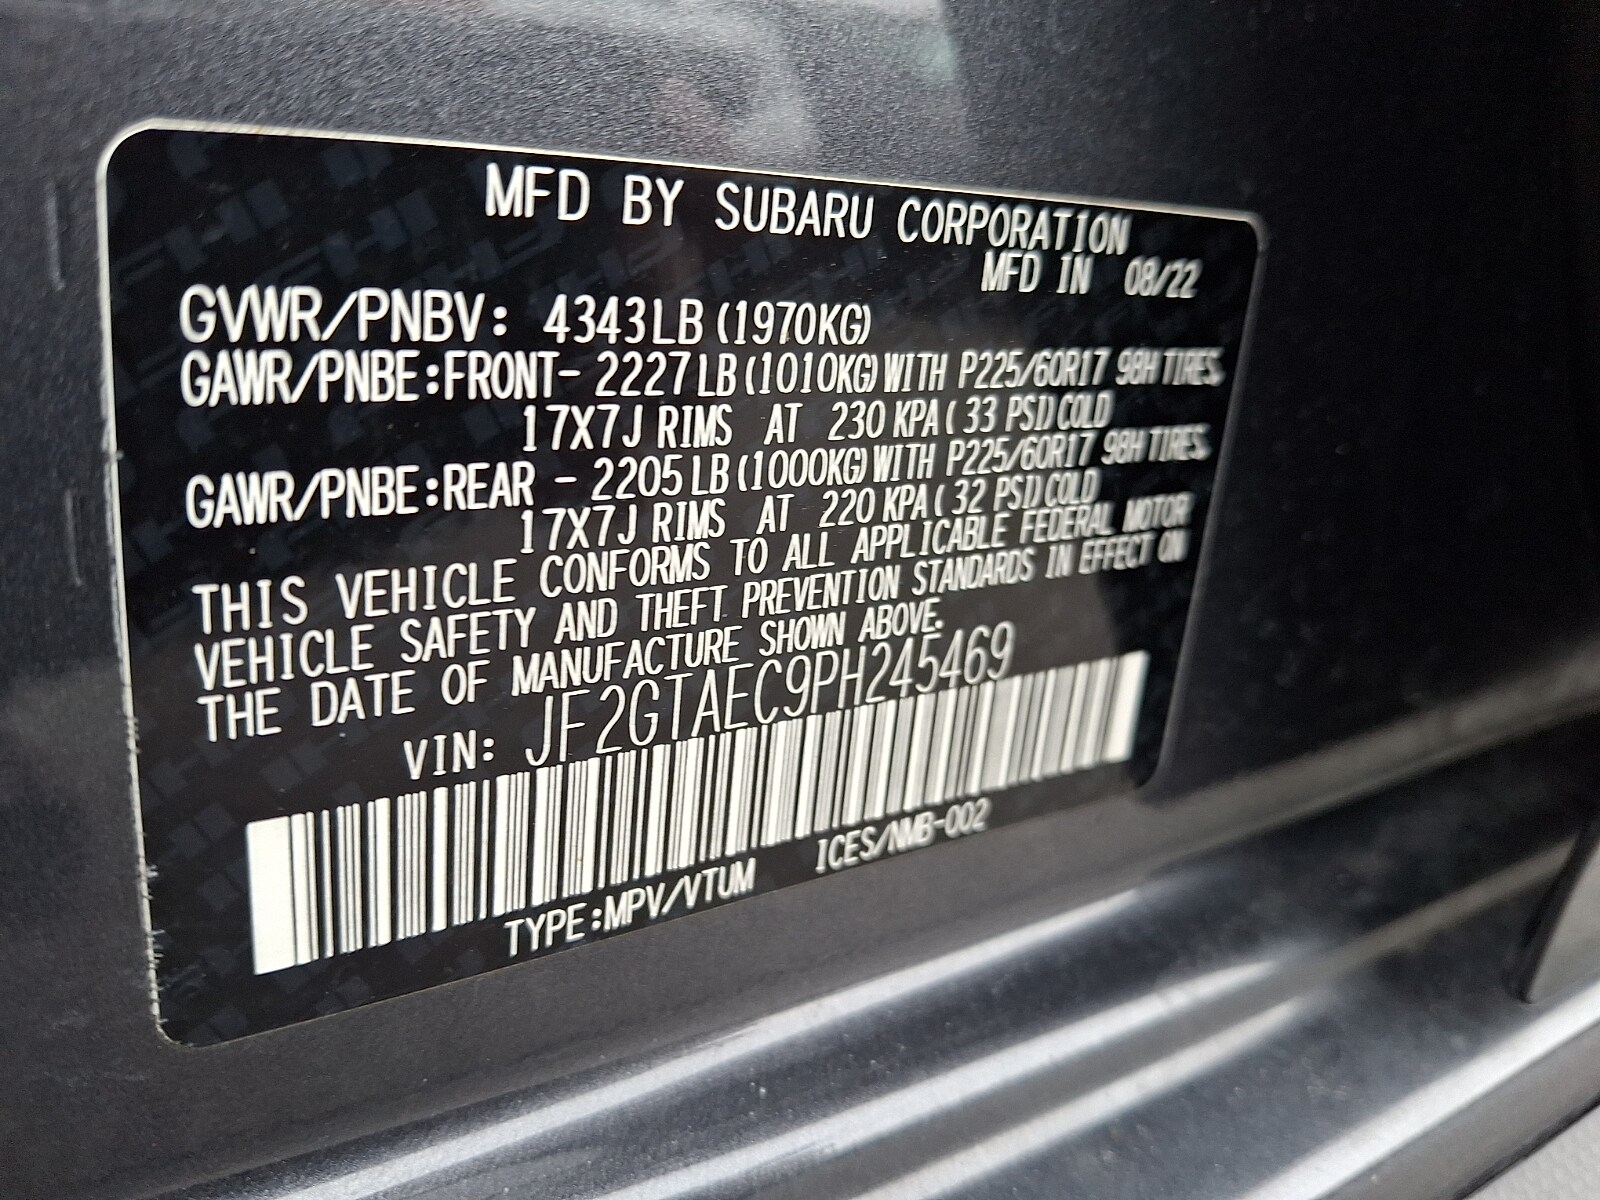 MFD BY SUBARU CORPORATION
MFD IN 08/22
GVWR/PNBV: 4343LB (1970KG)
GAWR/PNBE:FRONT- 2227LB(1010KG)WITH P225/60R17 98H TIRES,
17X7J RIMS AT 230 KPA( 33 PSI)COLD
GAWR/PNBE:REAR - 2205LB(1000KG)WITH P225/60R17 98H TIRES,
17X7J RIMS AT 220 KPA( 32 PSI)COLD
THIS VEHICLE CONFORMS TO ALL APPLICABLE FEDERAL MOTOR
VEHICLE SAFETY AND THEFT PREVENTION STANDARDS IN EFFECT ON
THE DATE OF MANUFACTURE SHOWN ABOVE.
VIN: JF2GTAEC9PH245469
TYPE:MPV/VTUM ICES/NMB-002